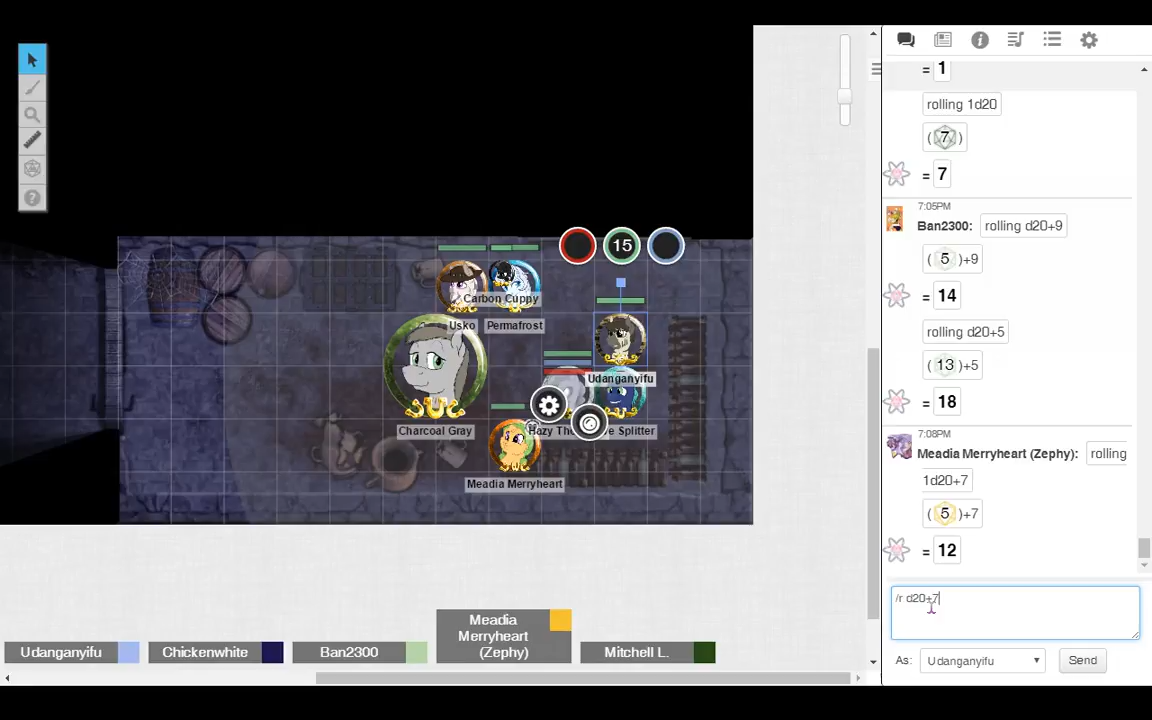 = 1
rolling 1d20
(7)
= 7
7:05PM
Ban2300: rolling d20+9
(5)+9
= 14
rolling d20+5
(13)+5
= 18
7:08PM
Meadia Merryheart (Zephy): rolling
1d20+7
(5)+7
= 12
/r d20+7
As: Udanganyifu
Send
15
Carbon Cuppy
Usko
Permafrost
Udanganyifu
Charcoal Gray
Hazy The
Splitter
Meadia Merryheart
Udanganyifu
Chickenwhite
Ban2300
Meadia
Merryheart
(Zephy)
Mitchell L.